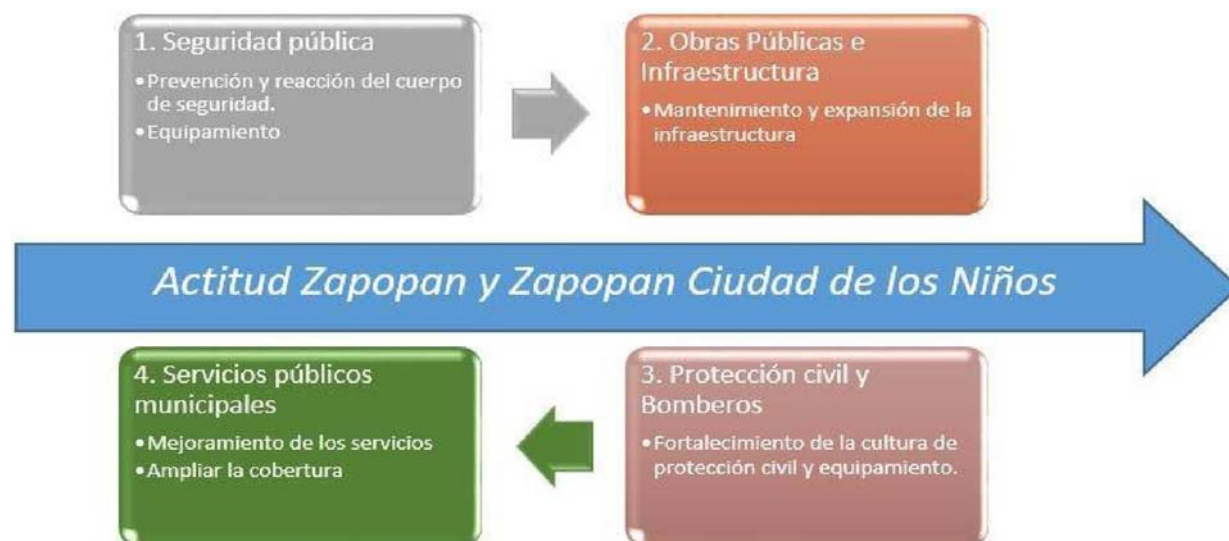 1. Seguridad pública
•Prevención y reacción del cuerpo
de seguridad.
•Equipamiento
2. Obras Públicas e
Infraestructura
•Mantenimiento y expansión de la
infraestructura
Actitud Zapopan y Zapopan Ciudad de los Niños
4. Servicios públicos
municipales
•Mejoramiento de los servicios
•Ampliar la cobertura
3. Protección civil y
Bomberos
•Fortalecimiento de la cultura de
protección civil y equipamiento.